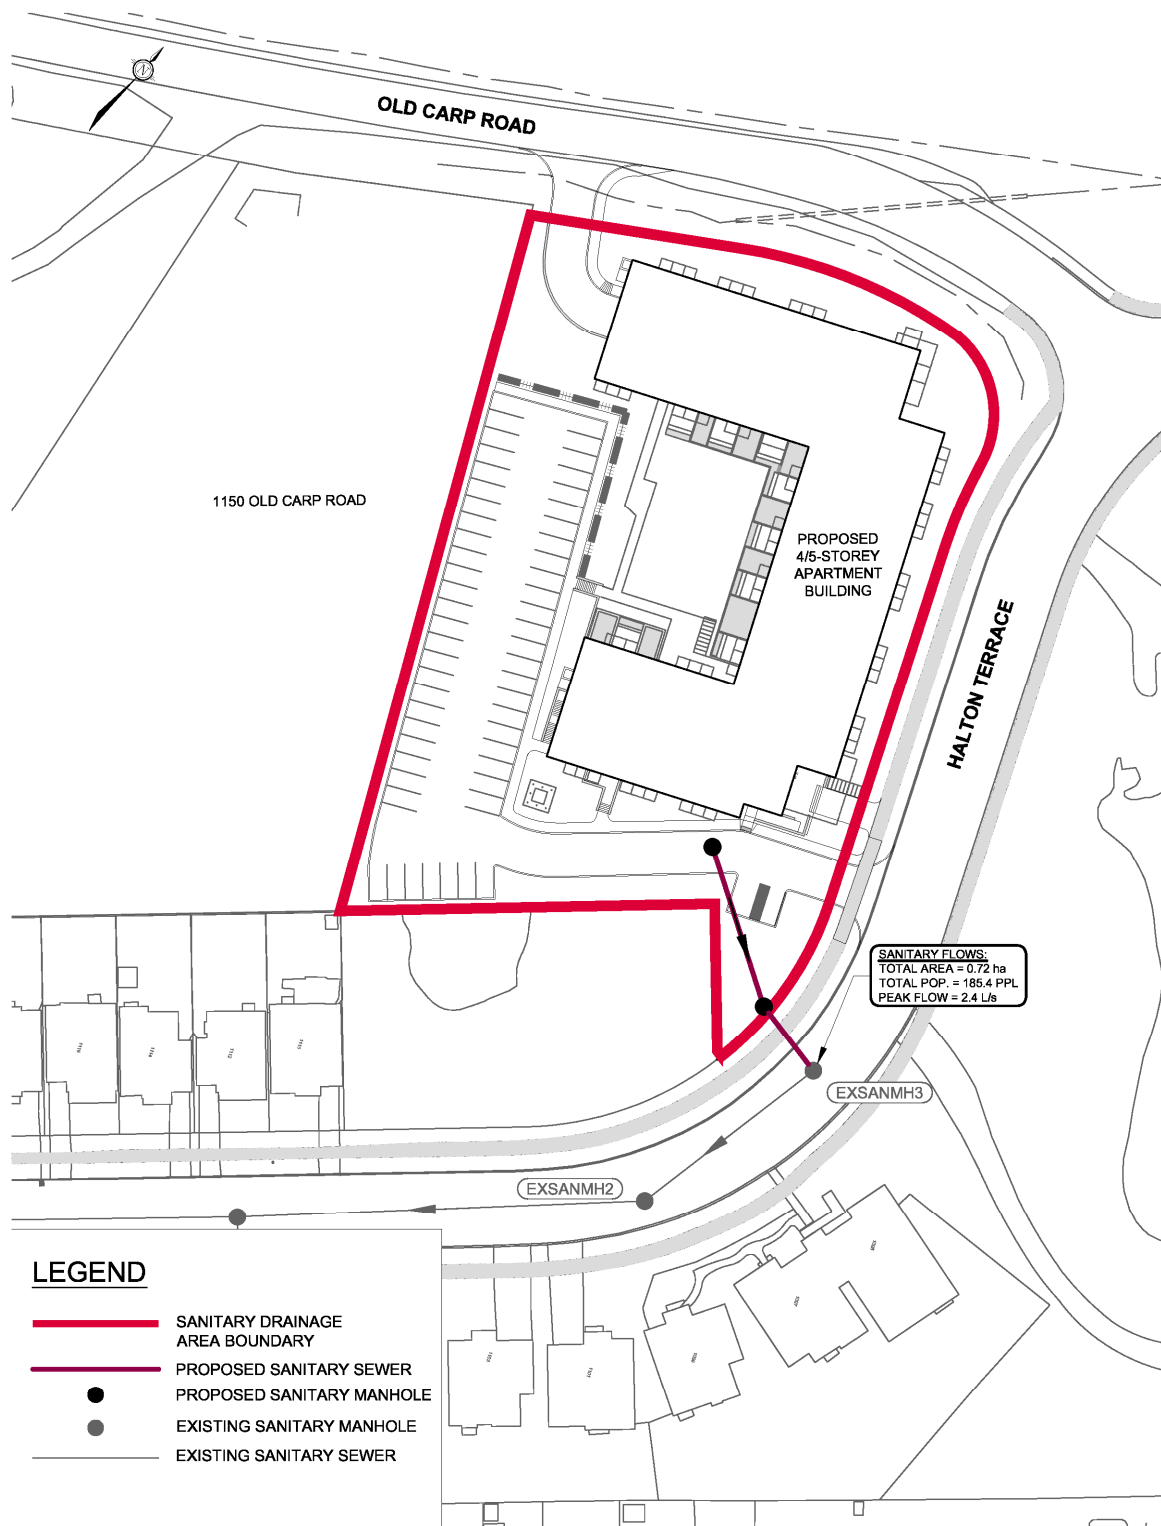 N
OLD CARP ROAD
1150 OLD CARP ROAD
PROPOSED
4/5-STOREY
APARTMENT
BUILDING
HALTON TERRACE
SANITARY FLOWS:
TOTAL AREA = 0.72 ha
TOTAL POP. = 185.4 PPL
PEAK FLOW = 2.4 L/s
EXSANMH3
EXSANMH2
LEGEND
SANITARY DRAINAGE
AREA BOUNDARY
PROPOSED SANITARY SEWER
PROPOSED SANITARY MANHOLE
EXISTING SANITARY MANHOLE
EXISTING SANITARY SEWER